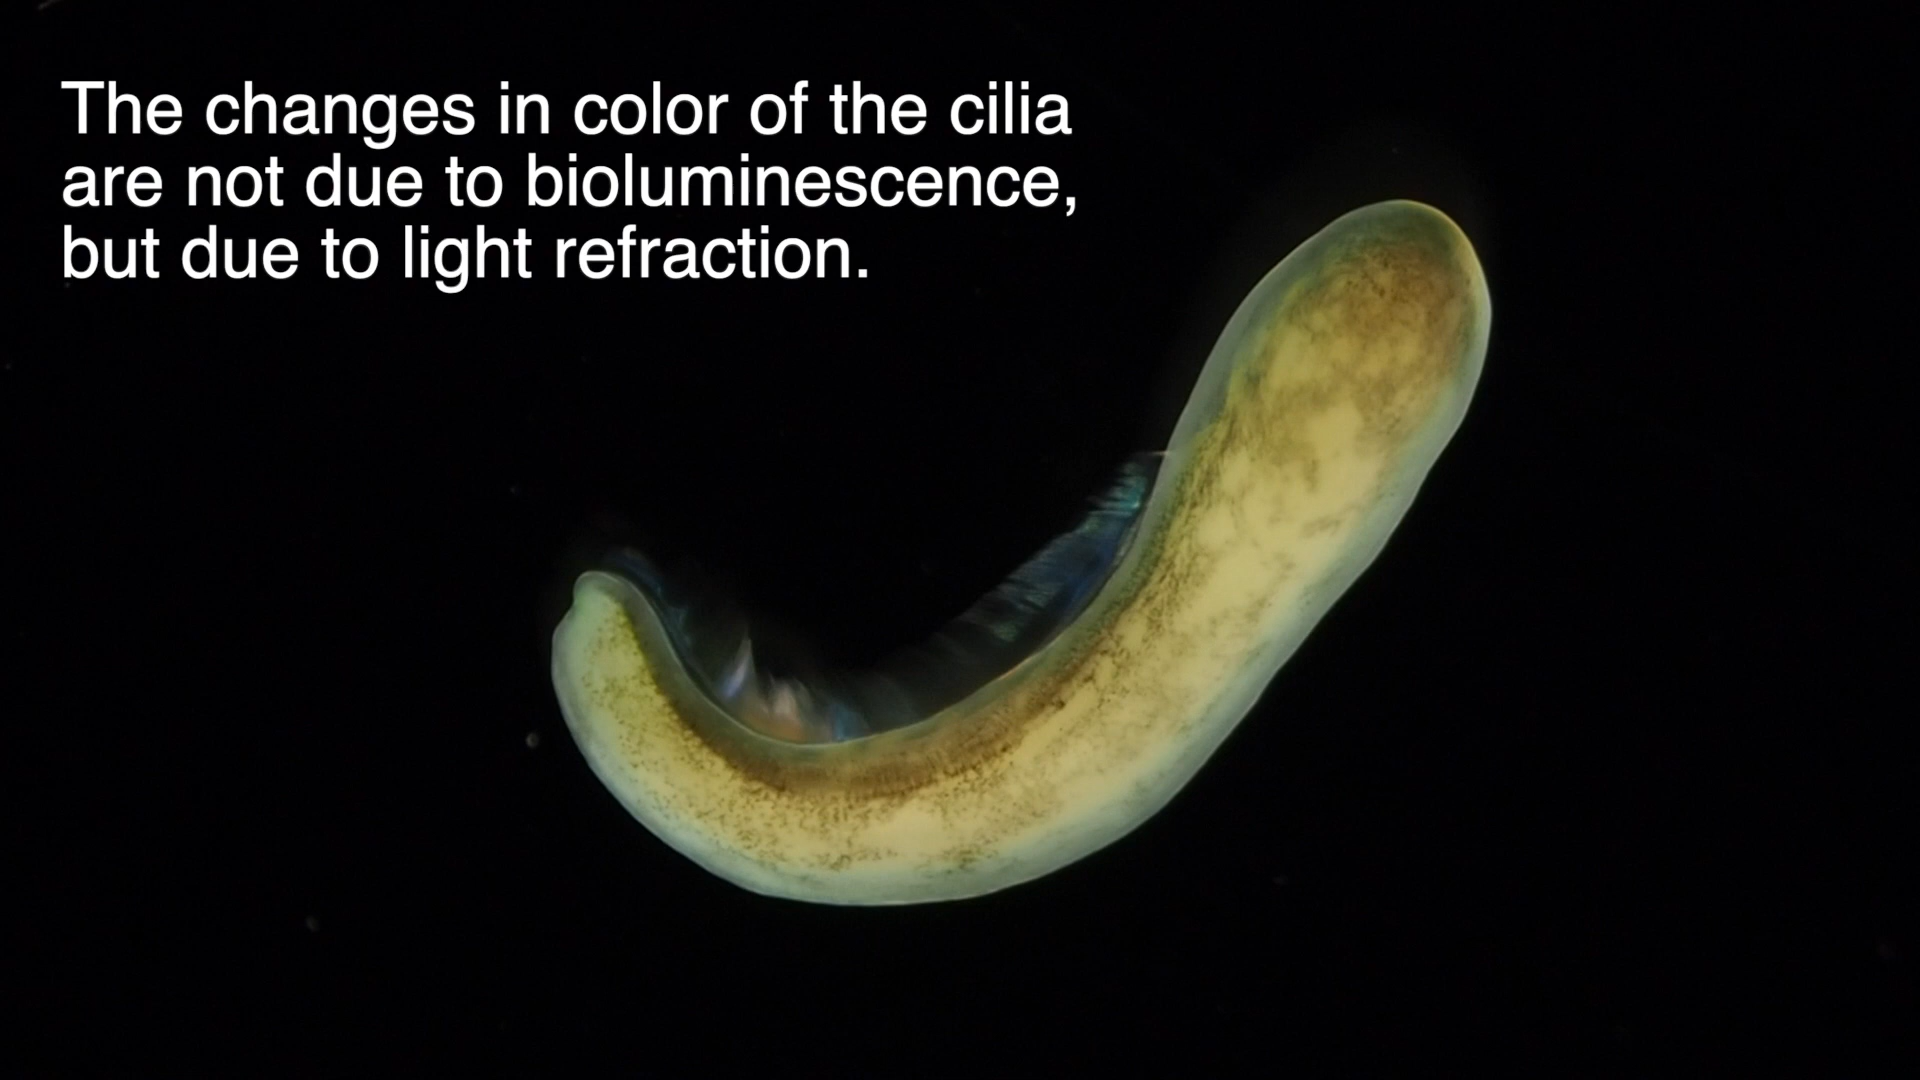 The changes in color of the cilia
are not due to bioluminescence,
but due to light refraction.